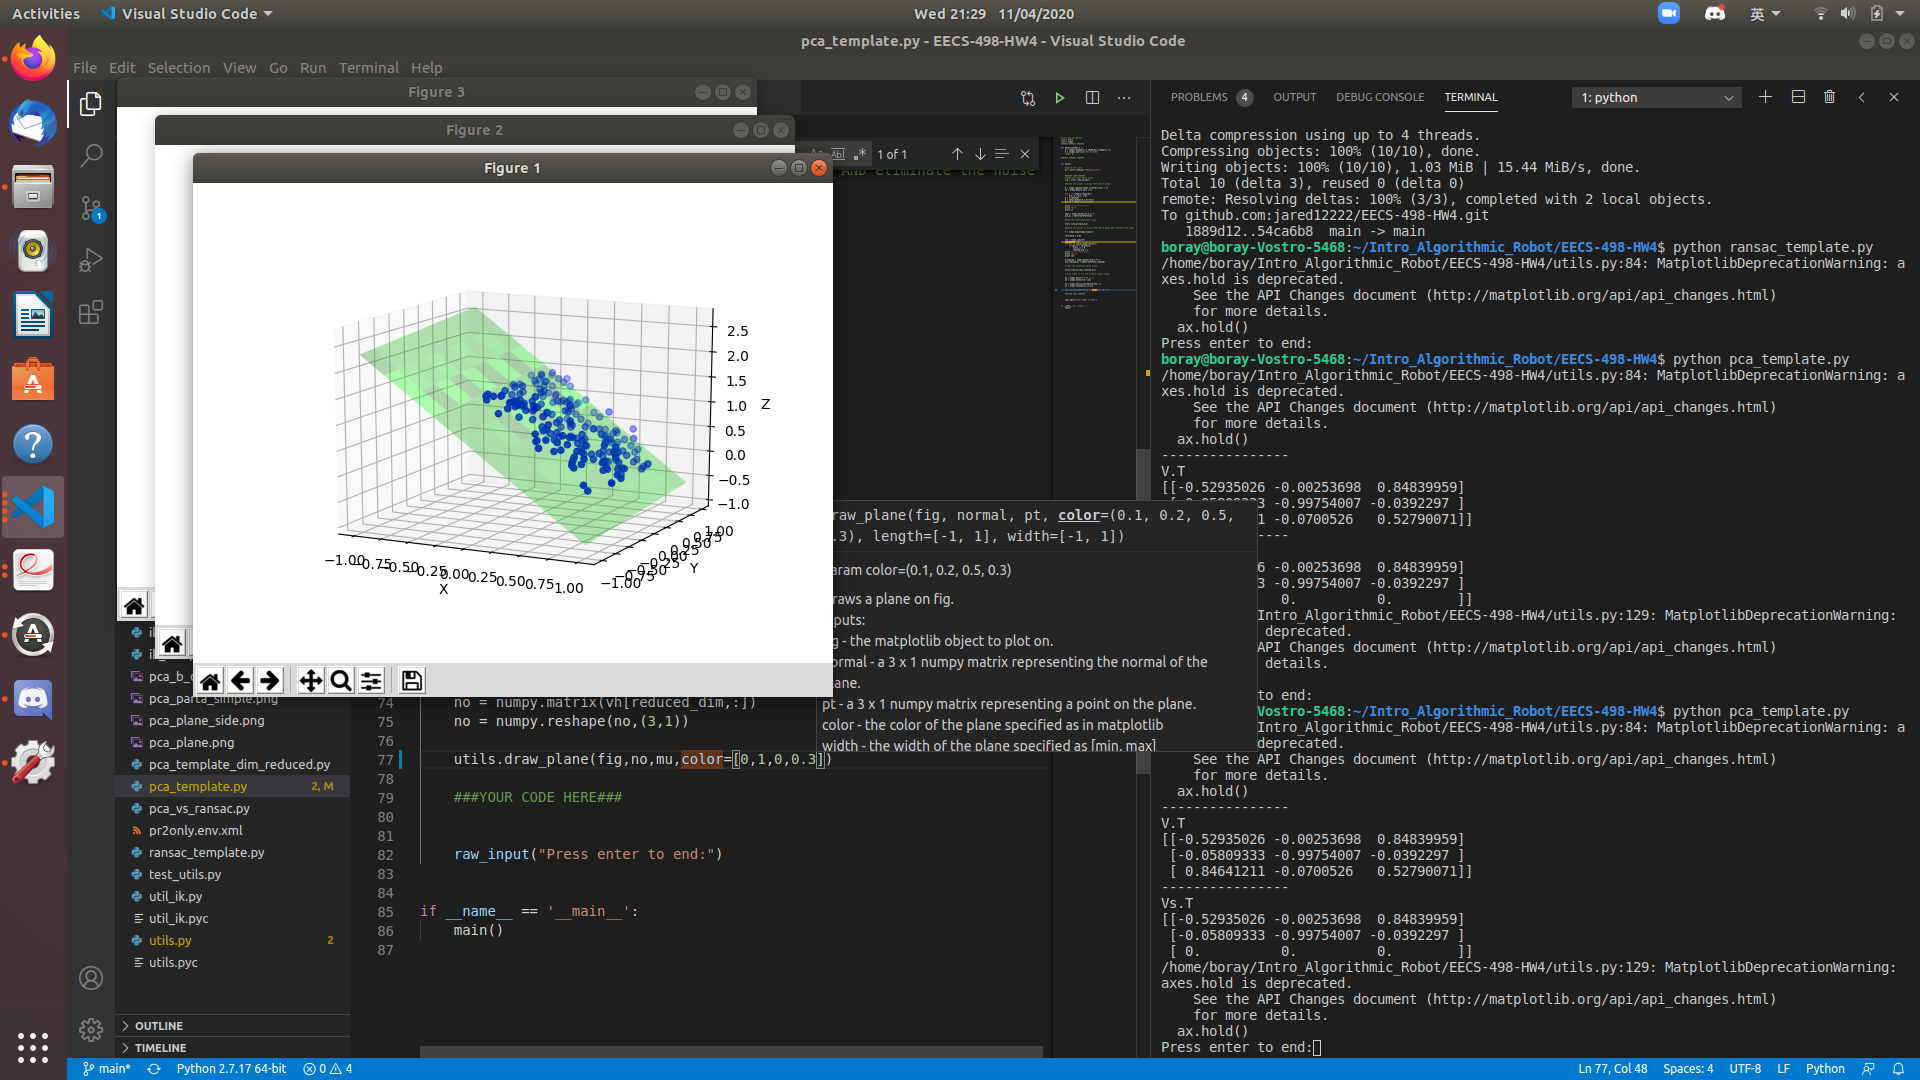 Activities
Visual Studio Code
Wed 21:29 11/04/2020
英
pca_template.py - EECS-498-HW4 - Visual Studio Code
File Edit Selection View Go Run Terminal Help
Figure 3
Figure 2
Figure 1
2.5
2.0
1.5
1.0
0.5
0.0
−0.5
−1.0
Z
−1.00
−0.75
−0.50
−0.25
0.00
0.25
0.50
0.75
1.00
X
−1.00
−0.75
−0.50
−0.25
0.00
0.25
0.50
0.75
1.00
Y
1 of 1
AND eliminate the noise
raw_plane(fig, normal, pt, color=(0.1, 0.2, 0.5,
.3), length=[-1, 1], width=[-1, 1])
aram color=(0.1, 0.2, 0.5, 0.3)
raws a plane on fig.
puts:
g - the matplotlib object to plot on.
ormal - a 3 x 1 numpy matrix representing the normal of the
lane.
pt - a 3 x 1 numpy matrix representing a point on the plane.
color - the color of the plane specified as in matplotlib
width - the width of the plane specified as [min, max]
pca_parta_simple.png
pca_plane_side.png
pca_plane.png
pca_template_dim_reduced.py
pca_template.py 2, M
pca_vs_ransac.py
pr2only.env.xml
ransac_template.py
test_utils.py
util_ik.py
util_ik.pyc
utils.py 2
utils.pyc
OUTLINE
TIMELINE
74 no = numpy.matrix(vh[reduced_dim,:])
75 no = numpy.reshape(no,(3,1))
76
77 utils.draw_plane(fig,no,mu,color=[0,1,0,0.3])
78
79 ###YOUR CODE HERE###
80
81
82 raw_input("Press enter to end:")
83
84
85 if __name__ == '__main__':
86 main()
87
PROBLEMS 4 OUTPUT DEBUG CONSOLE TERMINAL 1: python
Delta compression using up to 4 threads.
Compressing objects: 100% (10/10), done.
Writing objects: 100% (10/10), 1.03 MiB | 15.44 MiB/s, done.
Total 10 (delta 3), reused 0 (delta 0)
remote: Resolving deltas: 100% (3/3), completed with 2 local objects.
To github.com:jared12222/EECS-498-HW4.git
1889d12..54ca6b8 main -> main
boray@boray-Vostro-5468:~/Intro_Algorithmic_Robot/EECS-498-HW4$ python ransac_template.py
/home/boray/Intro_Algorithmic_Robot/EECS-498-HW4/utils.py:84: MatplotlibDeprecationWarning: a
xes.hold is deprecated.
See the API Changes document (http://matplotlib.org/api/api_changes.html)
for more details.
ax.hold()
Press enter to end:
boray@boray-Vostro-5468:~/Intro_Algorithmic_Robot/EECS-498-HW4$ python pca_template.py
/home/boray/Intro_Algorithmic_Robot/EECS-498-HW4/utils.py:84: MatplotlibDeprecationWarning: a
xes.hold is deprecated.
See the API Changes document (http://matplotlib.org/api/api_changes.html)
for more details.
ax.hold()
----------------
V.T
[[-0.52935026 -0.00253698 0.84839959]
-0.99754007 -0.0392297 ]
1 -0.0700526 0.52790071]]
--
6 -0.00253698 0.84839959]
3 -0.99754007 -0.0392297 ]
0. 0. ]]
Intro_Algorithmic_Robot/EECS-498-HW4/utils.py:129: MatplotlibDeprecationWarning:
deprecated.
PI Changes document (http://matplotlib.org/api/api_changes.html)
details.
to end:
Vostro-5468:~/Intro_Algorithmic_Robot/EECS-498-HW4$ python pca_template.py
Intro_Algorithmic_Robot/EECS-498-HW4/utils.py:84: MatplotlibDeprecationWarning: a
deprecated.
See the API Changes document (http://matplotlib.org/api/api_changes.html)
for more details.
ax.hold()
----------------
V.T
[[-0.52935026 -0.00253698 0.84839959]
[-0.05809333 -0.99754007 -0.0392297 ]
[ 0.84641211 -0.0700526 0.52790071]]
----------------
Vs.T
[[-0.52935026 -0.00253698 0.84839959]
[-0.05809333 -0.99754007 -0.0392297 ]
[ 0. 0. 0. ]]
/home/boray/Intro_Algorithmic_Robot/EECS-498-HW4/utils.py:129: MatplotlibDeprecationWarning:
axes.hold is deprecated.
See the API Changes document (http://matplotlib.org/api/api_changes.html)
for more details.
ax.hold()
Press enter to end:
main* Python 2.7.17 64-bit 0 4
Ln 77, Col 48 Spaces: 4 UTF-8 LF Python